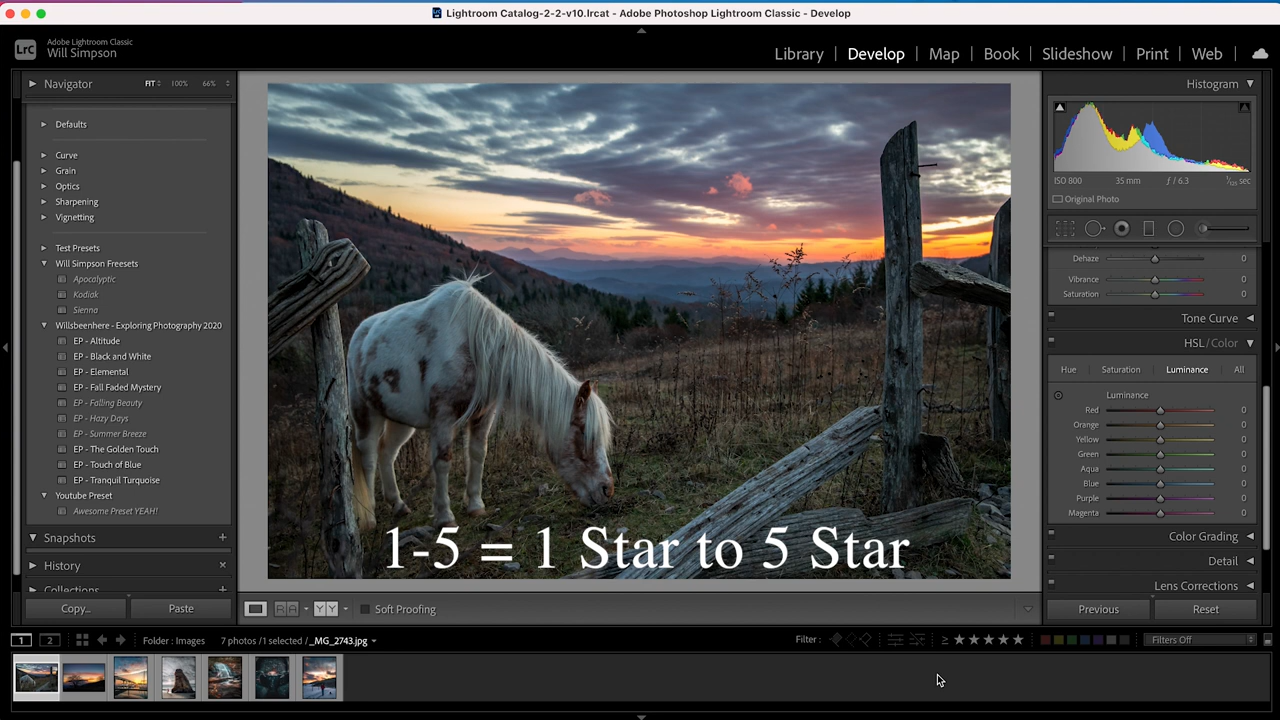 Lightroom Catalog-2-2-v10.lrcat - Adobe Photoshop Lightroom Classic - Develop
LrC
Adobe Lightroom Classic
Will Simpson
Library | Develop | Map | Book | Slideshow | Print | Web
Navigator FIT 100% 66%
Defaults
Curve
Grain
Optics
Sharpening
Vignetting
Test Presets
Will Simpson Freesets
Apocalyptic
Kodiak
Sienna
Willsbeenhere - Exploring Photography 2020
EP - Altitude
EP - Black and White
EP - Elemental
EP - Fall Faded Mystery
EP - Falling Beauty
EP - Hazy Days
EP - Summer Breeze
EP - The Golden Touch
EP - Touch of Blue
EP - Tranquil Turquoise
Youtube Preset
Awesome Preset YEAH!
Snapshots
History
Collections
Copy... Paste
1-5 = 1 Star to 5 Star
Soft Proofing
Histogram
ISO 800 35 mm ƒ / 6.3
Original Photo
Dehaze 0
Vibrance 0
Saturation 0
Tone Curve
HSL / Color
Hue Saturation Luminance All
Luminance
Red 0
Orange 0
Yellow 0
Green 0
Aqua 0
Blue 0
Purple 0
Magenta 0
Color Grading
Detail
Lens Corrections
Previous Reset
1 2 Folder : Images 7 photos / 1 selected / _MG_2743.jpg Filter : ≥ ★ ★ ★ ★ ★ Filters Off